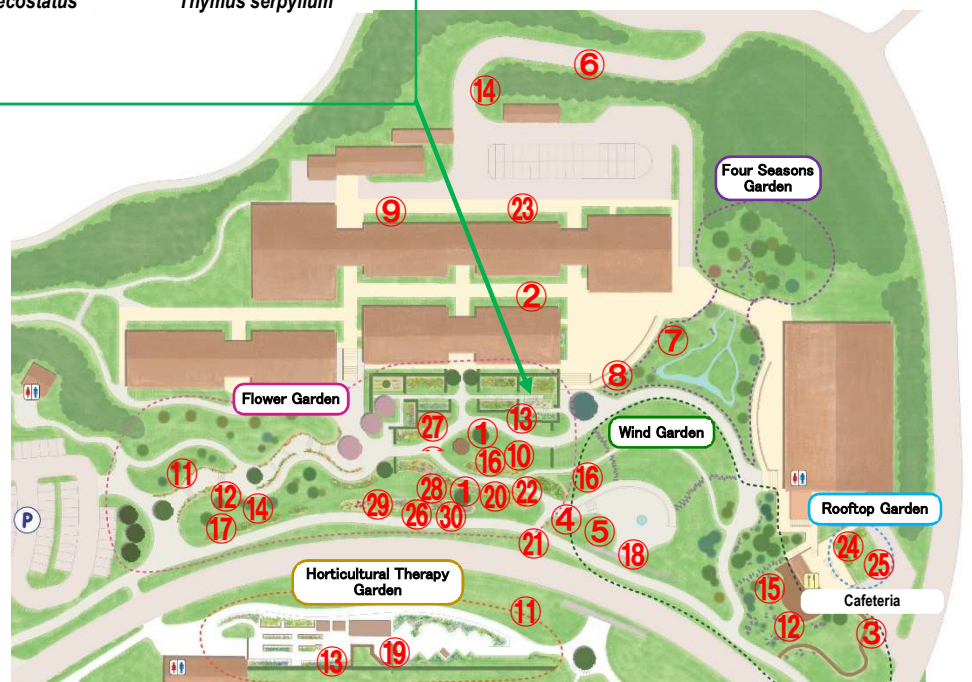 ecostatus Thymus serpyllum
⑥
⑭
Four Seasons
Garden
⑨ ㉓
②
⑦
⑧
Flower Garden
⑬
㉗ ①
Wind Garden
⑯ ⑩
⑪ ⑯
⑫ ⑭ ㉘ ① ⑳ ㉒
㉙ ㉖ ㉚ ④
⑰ ⑤
P
Rooftop Garden
㉑ ⑱ ㉔ ㉕
Horticultural Therapy
Garden
⑮
Cafeteria
⑪ ⑫ ③
⑬ ⑲